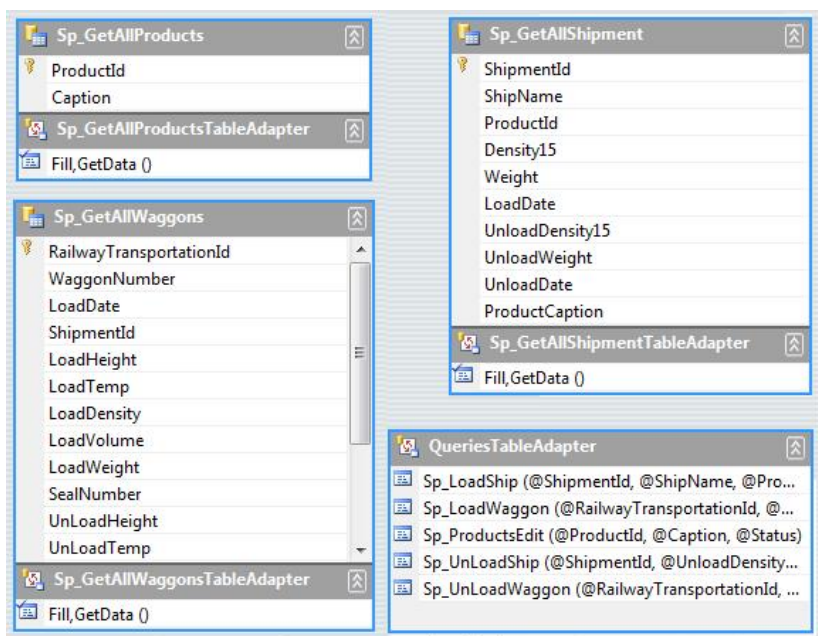 Sp_GetAllProducts
ProductId
Caption
Sp_GetAllProductsTableAdapter
Fill,GetData ()
Sp_GetAllWaggons
RailwayTransportationId
WaggonNumber
LoadDate
ShipmentId
LoadHeight
LoadTemp
LoadDensity
LoadVolume
LoadWeight
SealNumber
UnLoadHeight
UnLoadTemp
Sp_GetAllWaggonsTableAdapter
Fill,GetData ()
Sp_GetAllShipment
ShipmentId
ShipName
ProductId
Density15
Weight
LoadDate
UnloadDensity15
UnloadWeight
UnloadDate
ProductCaption
Sp_GetAllShipmentTableAdapter
Fill,GetData ()
QueriesTableAdapter
Sp_LoadShip (@ShipmentId, @ShipName, @Pro...
Sp_LoadWaggon (@RailwayTransportationId, @...
Sp_ProductsEdit (@ProductId, @Caption, @Status)
Sp_UnLoadShip (@ShipmentId, @UnloadDensity...
Sp_UnLoadWaggon (@RailwayTransportationId, ...